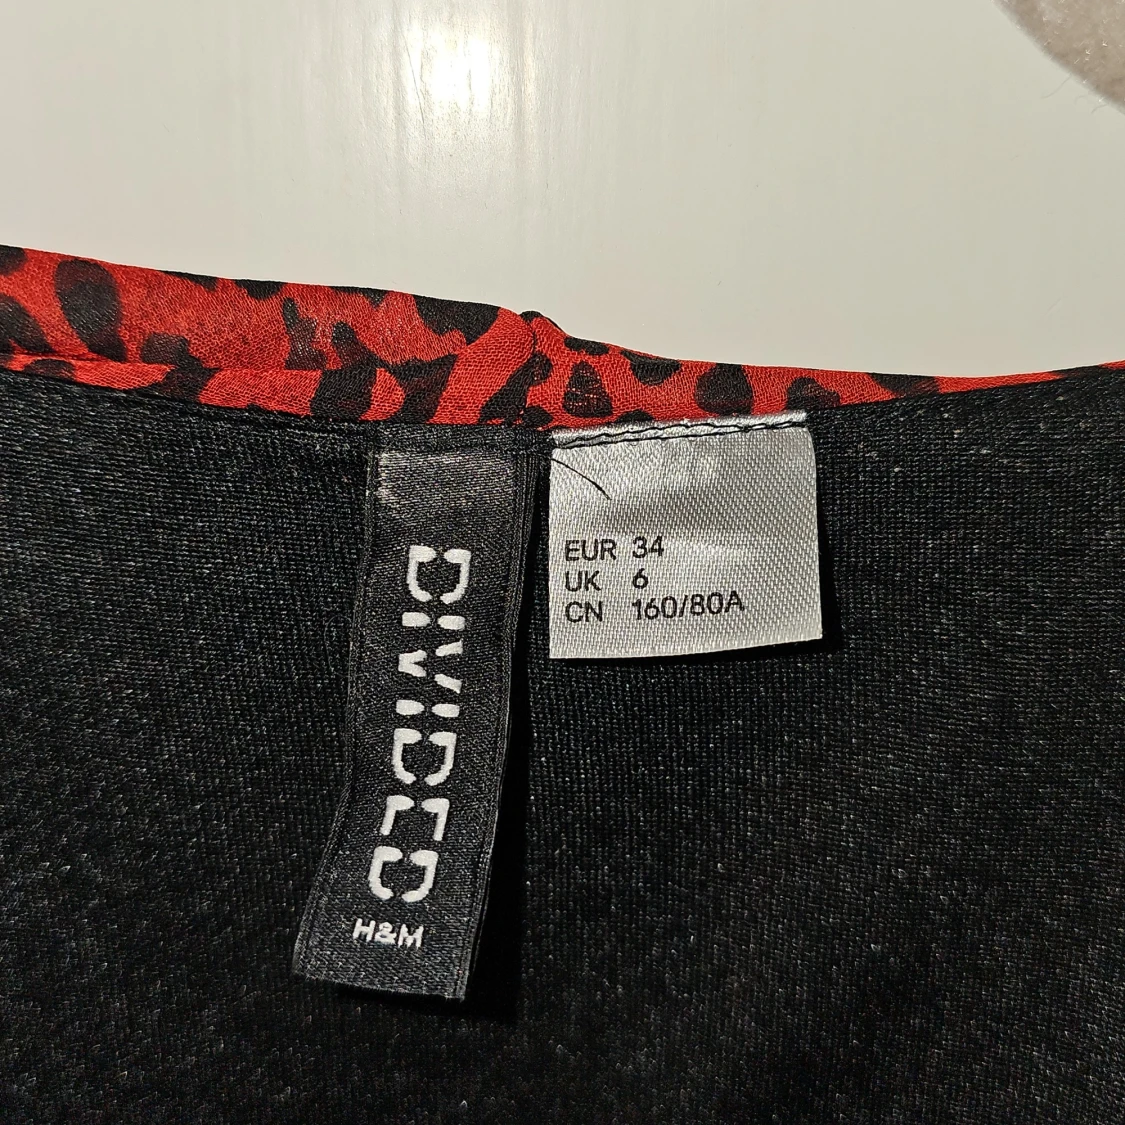 DIVIDED
H&M
EUR 34
UK 6
CN 160/80A